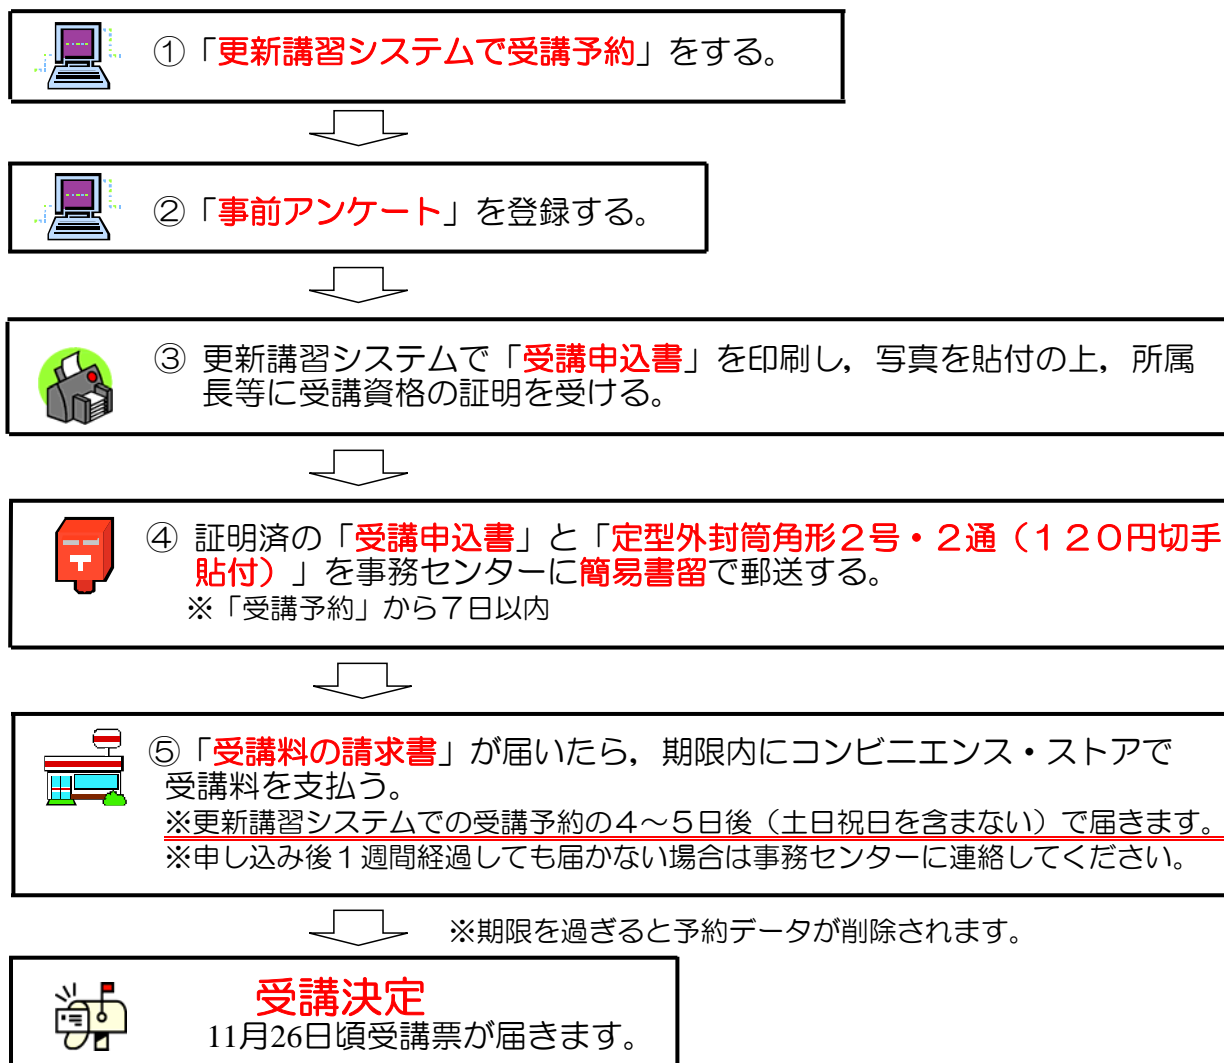 ①「更新講習システムで受講予約」をする。
②「事前アンケート」を登録する。
③ 更新講習システムで「受講申込書」を印刷し，写真を貼付の上，所属
長等に受講資格の証明を受ける。
④ 証明済の「受講申込書」と「定型外封筒角形２号・２通（１２０円切手
貼付）」を事務センターに簡易書留で郵送する。
※「受講予約」から７日以内
⑤「受講料の請求書」が届いたら，期限内にコンビニエンス・ストアで
受講料を支払う。
※更新講習システムでの受講予約の４～５日後（土日祝日を含まない）で届きます。
※申し込み後１週間経過しても届かない場合は事務センターに連絡してください。
※期限を過ぎると予約データが削除されます。
受講決定
11月26日頃受講票が届きます。